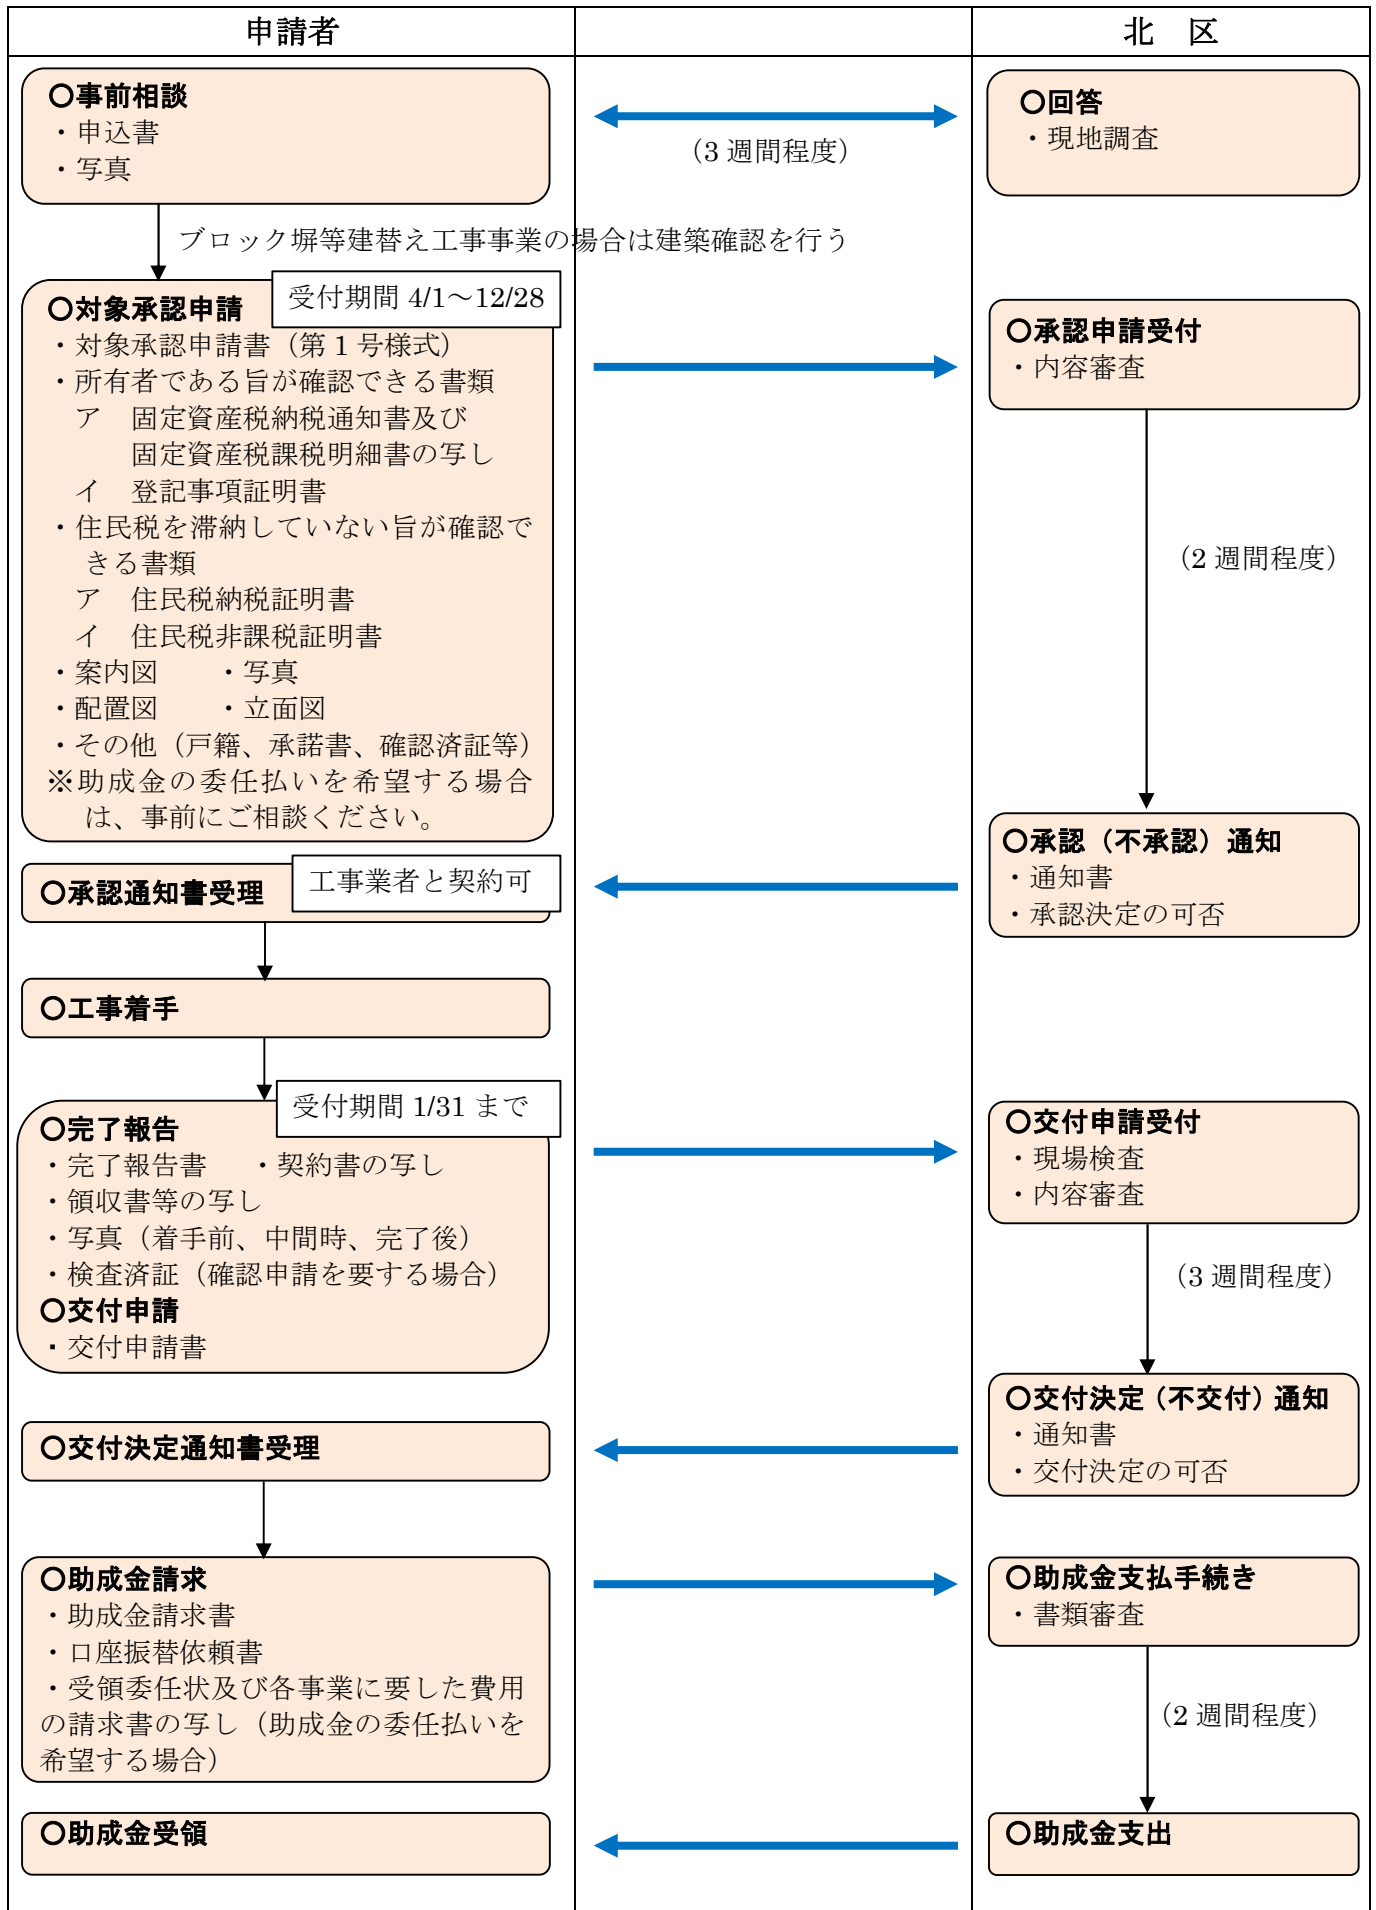 申請者
北　区
〇事前相談
・申込書
・写真
（3 週間程度）
〇回答
・現地調査
ブロック塀等建替え工事事業の場合は建築確認を行う
受付期間 4/1～12/28
〇対象承認申請
・対象承認申請書（第 1 号様式）
・所有者である旨が確認できる書類
ア　固定資産税納税通知書及び
固定資産税課税明細書の写し
イ　登記事項証明書
・住民税を滞納していない旨が確認で
きる書類
ア　住民税納税証明書
イ　住民税非課税証明書
・案内図　　・写真
・配置図　　・立面図
・その他（戸籍、承諾書、確認済証等）
※助成金の委任払いを希望する場合
は、事前にご相談ください。
〇承認申請受付
・内容審査
（2 週間程度）
〇承認（不承認）通知
・通知書
・承認決定の可否
工事業者と契約可
〇承認通知書受理
〇工事着手
受付期間 1/31 まで
〇完了報告
・完了報告書　・契約書の写し
・領収書等の写し
・写真（着手前、中間時、完了後）
・検査済証（確認申請を要する場合）
〇交付申請
・交付申請書
〇交付申請受付
・現場検査
・内容審査
（3 週間程度）
〇交付決定（不交付）通知
・通知書
・交付決定の可否
〇交付決定通知書受理
〇助成金請求
・助成金請求書
・口座振替依頼書
・受領委任状及び各事業に要した費用
の請求書の写し（助成金の委任払いを
希望する場合）
〇助成金支払手続き
・書類審査
（2 週間程度）
〇助成金受領
〇助成金支出